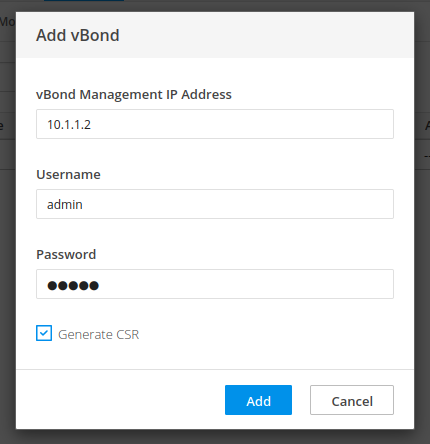 Add vBond
vBond Management IP Address
10.1.1.2
Username
admin
Password
●●●●●
Generate CSR
Add
Cancel